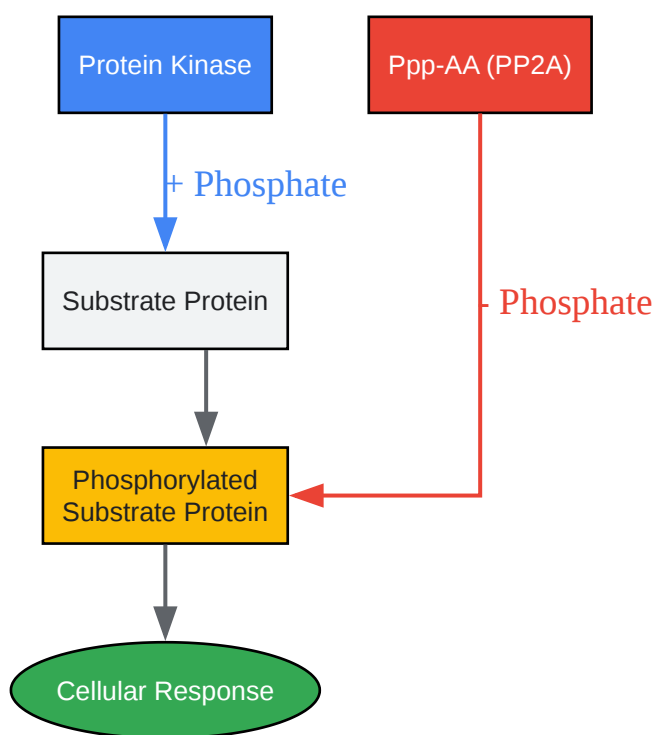 Protein Kinase
Ppp-AA (PP2A)
+ Phosphate
Substrate Protein
- Phosphate
Phosphorylated
Substrate Protein
Cellular Response